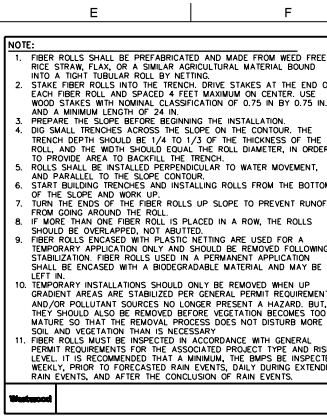 E F
NOTE:
1. FIBER ROLLS SHALL BE PREFABRICATED AND MADE FROM WEED FREE
RICE STRAW, FLAX, OR A SIMILAR AGRICULTURAL MATERIAL BOUND
INTO A TIGHT TUBULAR ROLL BY NETTING.
2. STAKE FIBER ROLLS INTO THE TRENCH. DRIVE STAKES AT THE END O
EACH FIBER ROLL AND SPACED 4 FEET MAXIMUM ON CENTER. USE
WOOD STAKES WITH NOMINAL CLASSIFICATION OF 0.75 IN BY 0.75 IN.
AND A MINIMUM LENGTH OF 24 IN.
3. PREPARE THE SLOPE BEFORE BEGINNING THE INSTALLATION.
4. DIG SMALL TRENCHES ACROSS THE SLOPE ON THE CONTOUR. THE
TRENCH DEPTH SHOULD BE 1/4 TO 1/3 OF THE THICKNESS OF THE
ROLL, AND THE WIDTH SHOULD EQUAL THE ROLL DIAMETER, IN ORDER
TO PROVIDE AREA TO BACKFILL THE TRENCH.
5. ROLLS SHALL BE INSTALLED PERPENDICULAR TO WATER MOVEMENT,
AND PARALLEL TO THE SLOPE CONTOUR.
6. START BUILDING TRENCHES AND INSTALLING ROLLS FROM THE BOTTOM
OF THE SLOPE AND WORK UP.
7. TURN THE ENDS OF THE FIBER ROLLS UP SLOPE TO PREVENT RUNOF
FROM GOING AROUND THE ROLL.
8. IF MORE THAN ONE FIBER ROLL IS PLACED IN A ROW, THE ROLLS
SHOULD BE OVERLAPPED, NOT ABUTTED.
9. FIBER ROLLS ENCASED WITH PLASTIC NETTING ARE USED FOR A
TEMPORARY APPLICATION ONLY AND SHOULD BE REMOVED FOLLOWING
STABILIZATION. FIBER ROLLS USED IN A PERMANENT APPLICATION
SHALL BE ENCASED WITH A BIODEGRADABLE MATERIAL AND MAY BE
LEFT IN.
10. TEMPORARY INSTALLATIONS SHOULD ONLY BE REMOVED WHEN UP
GRADIENT AREAS ARE STABILIZED PER GENERAL PERMIT REQUIREMENT
AND/OR POLLUTANT SOURCES NO LONGER PRESENT A HAZARD. BUT,
THEY SHOULD ALSO BE REMOVED BEFORE VEGETATION BECOMES TOO
MATURE SO THAT THE REMOVAL PROCESS DOES NOT DISTURB MORE
SOIL AND VEGETATION THAN IS NECESSARY
11. FIBER ROLLS MUST BE INSPECTED IN ACCORDANCE WITH GENERAL
PERMIT REQUIREMENTS FOR THE ASSOCIATED PROJECT TYPE AND RIS
LEVEL. IT IS RECOMMENDED THAT A MINIMUM, THE BMPS BE INSPECTE
WEEKLY, PRIOR TO FORECASTED RAIN EVENTS, DAILY DURING EXTENDE
RAIN EVENTS, AND AFTER THE CONCLUSION OF RAIN EVENTS.
Westwood